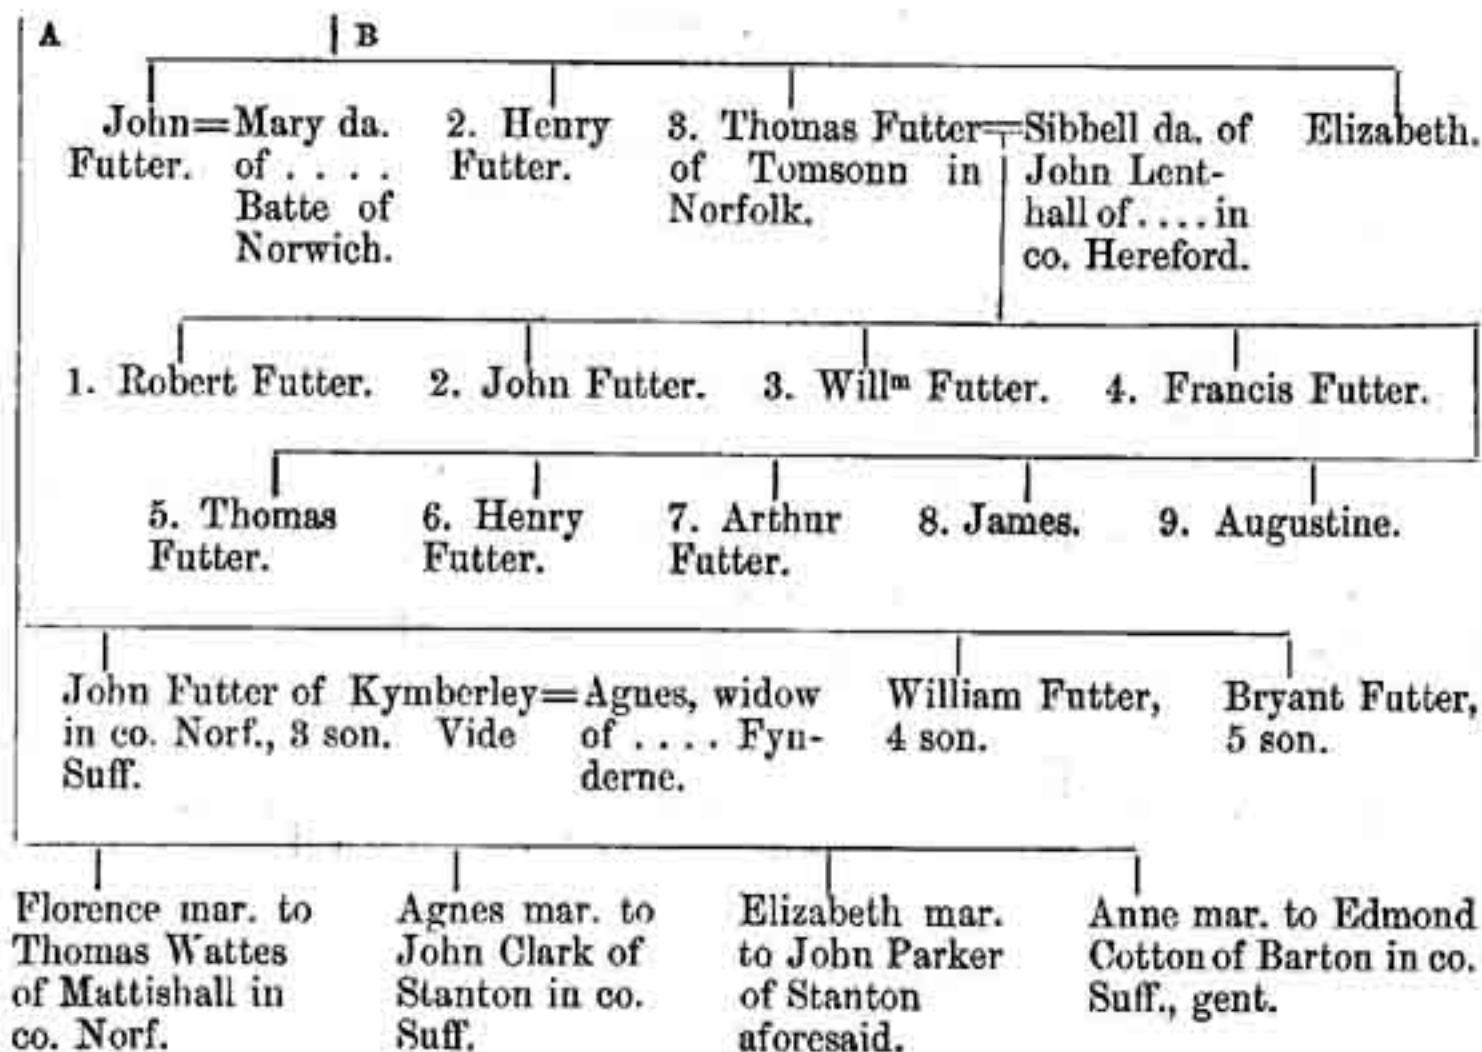 A
B
John=Mary da. of . . . . Batte of Norwich.
Futter.
2. Henry
Futter.
3. Thomas Futter=Sibbell da. of
of Tomsonn in
Norfolk.
John Lent-
hall of . . . . in
co. Hereford.
Elizabeth.
1. Robert Futter.
2. John Futter.
3. Willm Futter.
4. Francis Futter.
5. Thomas
Futter.
6. Henry
Futter.
7. Arthur
Futter.
8. James.
9. Augustine.
John Futter of Kymberley=Agnes, widow
in co. Norf., 3 son. Vide
Suff.
of . . . . Fyn-
derne.
William Futter,
4 son.
Bryant Futter,
5 son.
Florence mar. to
Thomas Wattes
of Mattishall in
co. Norf.
Agnes mar. to
John Clark of
Stanton in co.
Suff.
Elizabeth mar.
to John Parker
of Stanton
aforesaid.
Anne mar. to Edmond
Cotton of Barton in co.
Suff., gent.